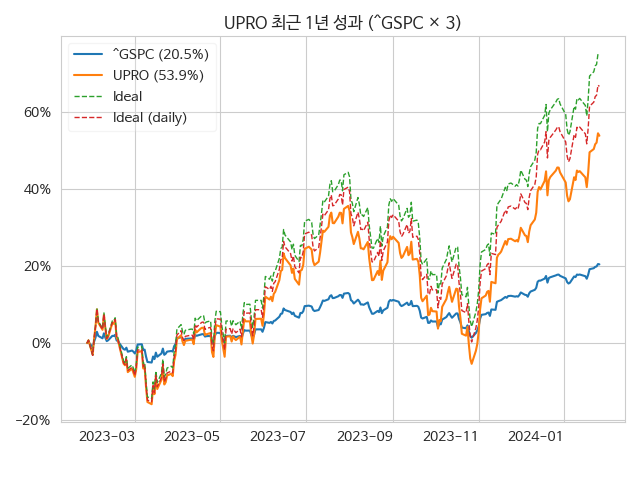 UPRO 최근 1년 성과 (^GSPC × 3)
^GSPC (20.5%)
UPRO (53.9%)
Ideal
Ideal (daily)
60%
40%
20%
0%
−20%
2023−03
2023−05
2023−07
2023−09
2023−11
2024−01